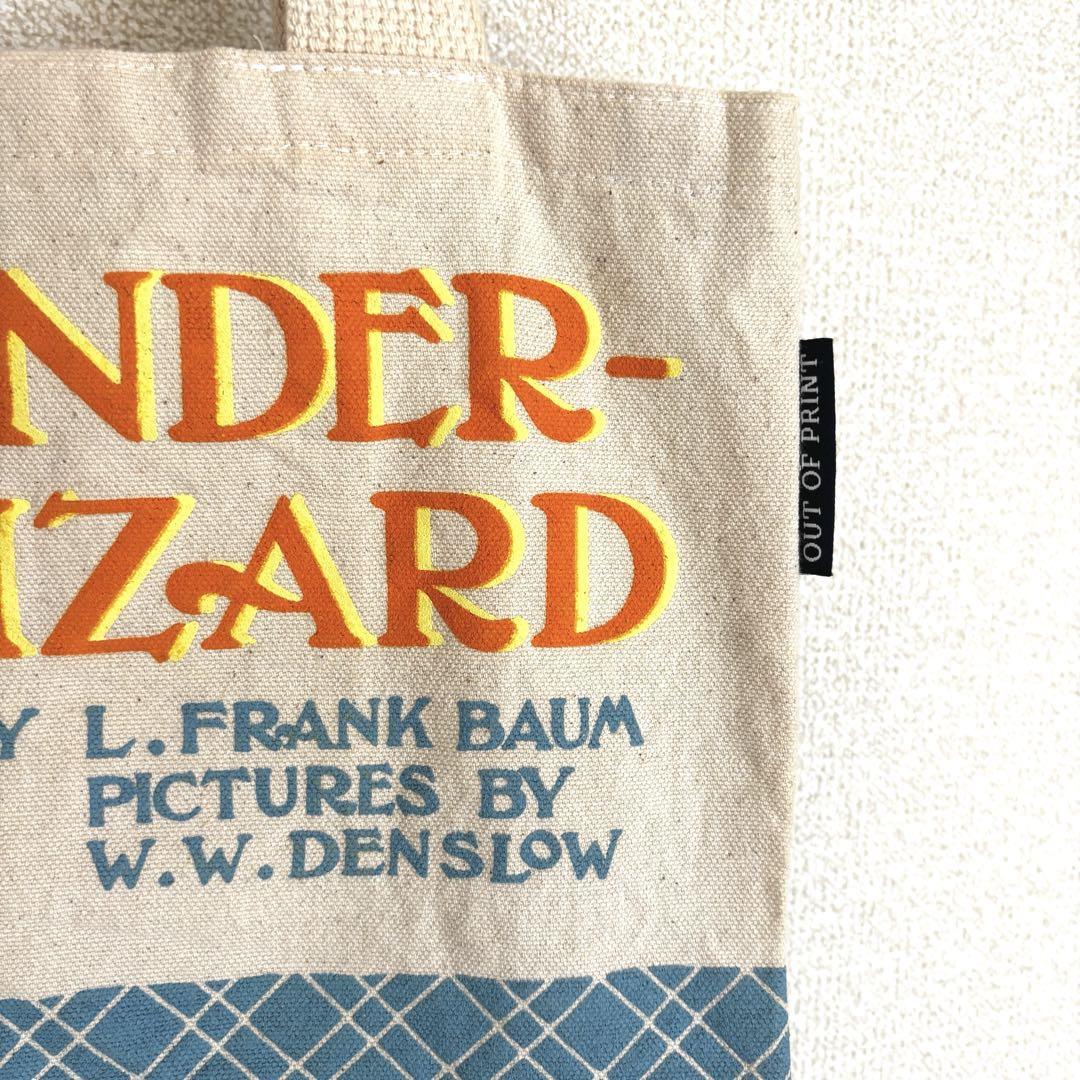 NDER-
IZARD
Y L. FRANK BAUM
PICTURES BY
W. W. DENSLOW
OUT OF PRINT